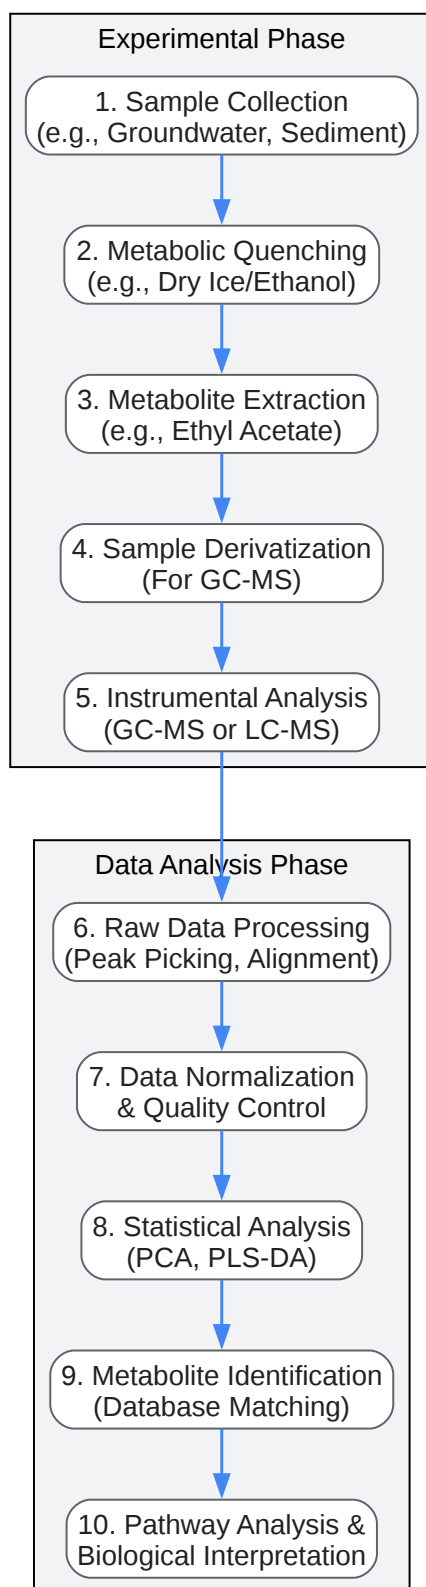 Experimental Phase
1. Sample Collection
(e.g., Groundwater, Sediment)
2. Metabolic Quenching
(e.g., Dry Ice/Ethanol)
3. Metabolite Extraction
(e.g., Ethyl Acetate)
4. Sample Derivatization
(For GC-MS)
5. Instrumental Analysis
(GC-MS or LC-MS)
Data Analysis Phase
6. Raw Data Processing
(Peak Picking, Alignment)
7. Data Normalization
& Quality Control
8. Statistical Analysis
(PCA, PLS-DA)
9. Metabolite Identification
(Database Matching)
10. Pathway Analysis &
Biological Interpretation